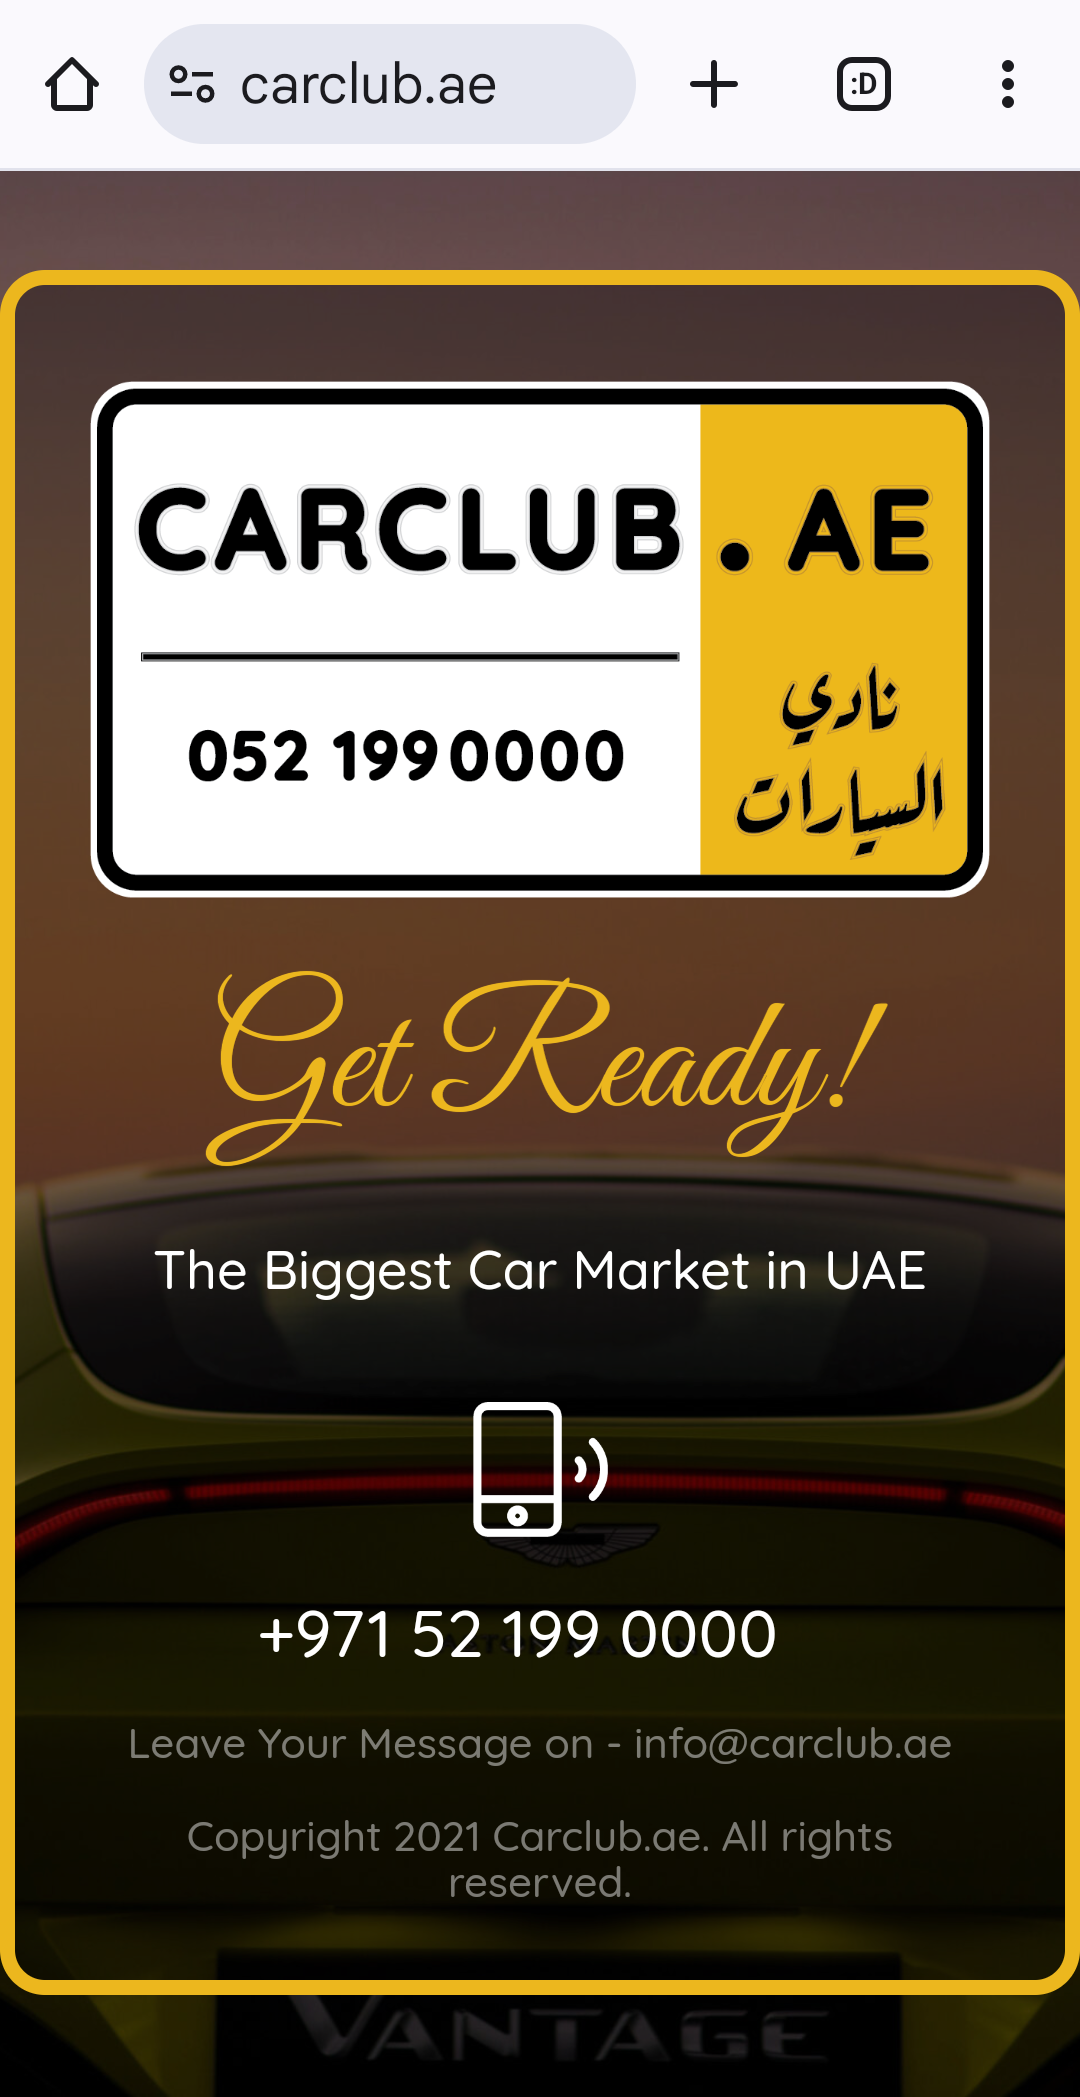 carclub.ae
:D
CARCLUB . AE
052 199 0000
نادي
السيارات
Get Ready!
The Biggest Car Market in UAE
+971 52 199 0000
Leave Your Message on - info@carclub.ae
Copyright 2021 Carclub.ae. All rights
reserved.
VANTAGE